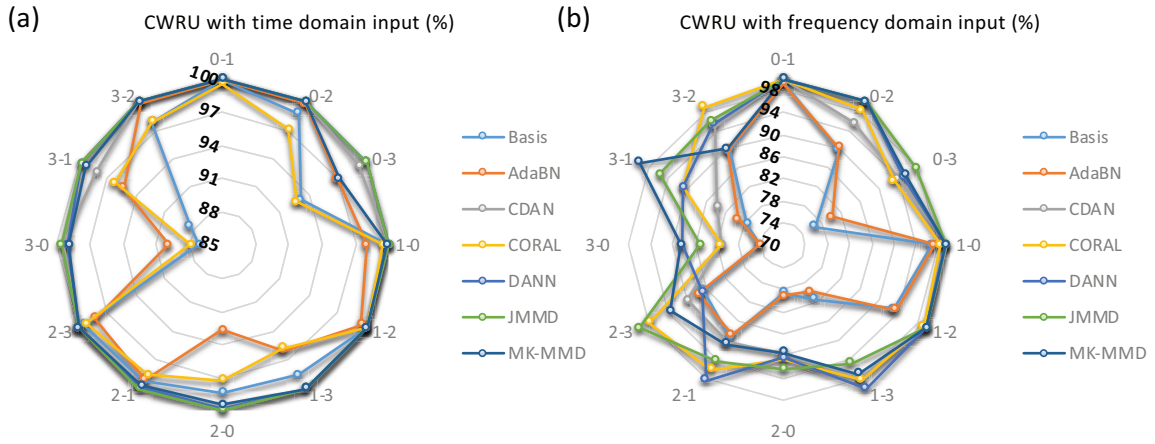 (a)
CWRU with time domain input (%)
0-1
0-2
0-3
1-0
1-2
1-3
2-0
2-1
2-3
3-0
3-1
3-2
100
97
94
91
88
85
Basis
AdaBN
CDAN
CORAL
DANN
JMMD
MK-MMD
(b)
CWRU with frequency domain input (%)
0-1
0-2
0-3
1-0
1-2
1-3
2-0
2-1
2-3
3-0
3-1
3-2
98
94
90
86
82
78
74
70
Basis
AdaBN
CDAN
CORAL
DANN
JMMD
MK-MMD